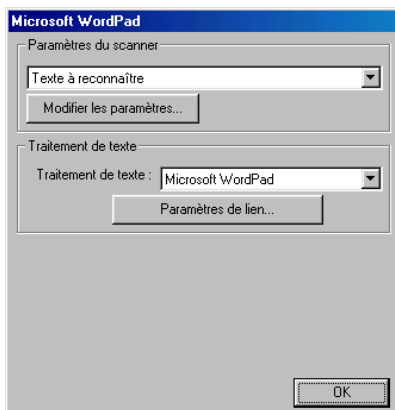 Microsoft WordPad
Paramètres du scanner
Texte à reconnaître
Modifier les paramètres...
Traitement de texte
Traitement de texte : Microsoft WordPad
Paramètres de lien...
OK